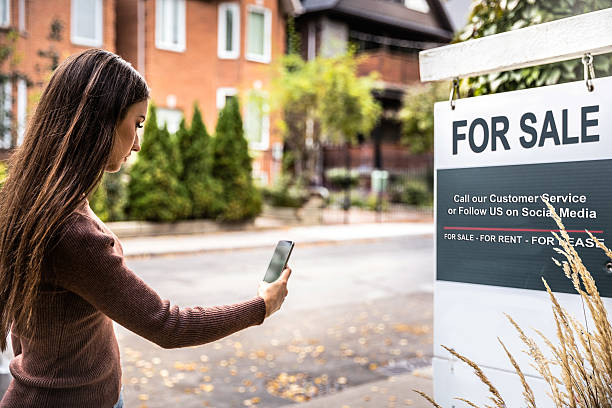 FOR SALE
Call our Customer Service
or Follow US on Social Media
FOR SALE - FOR RENT - FOR LEASE